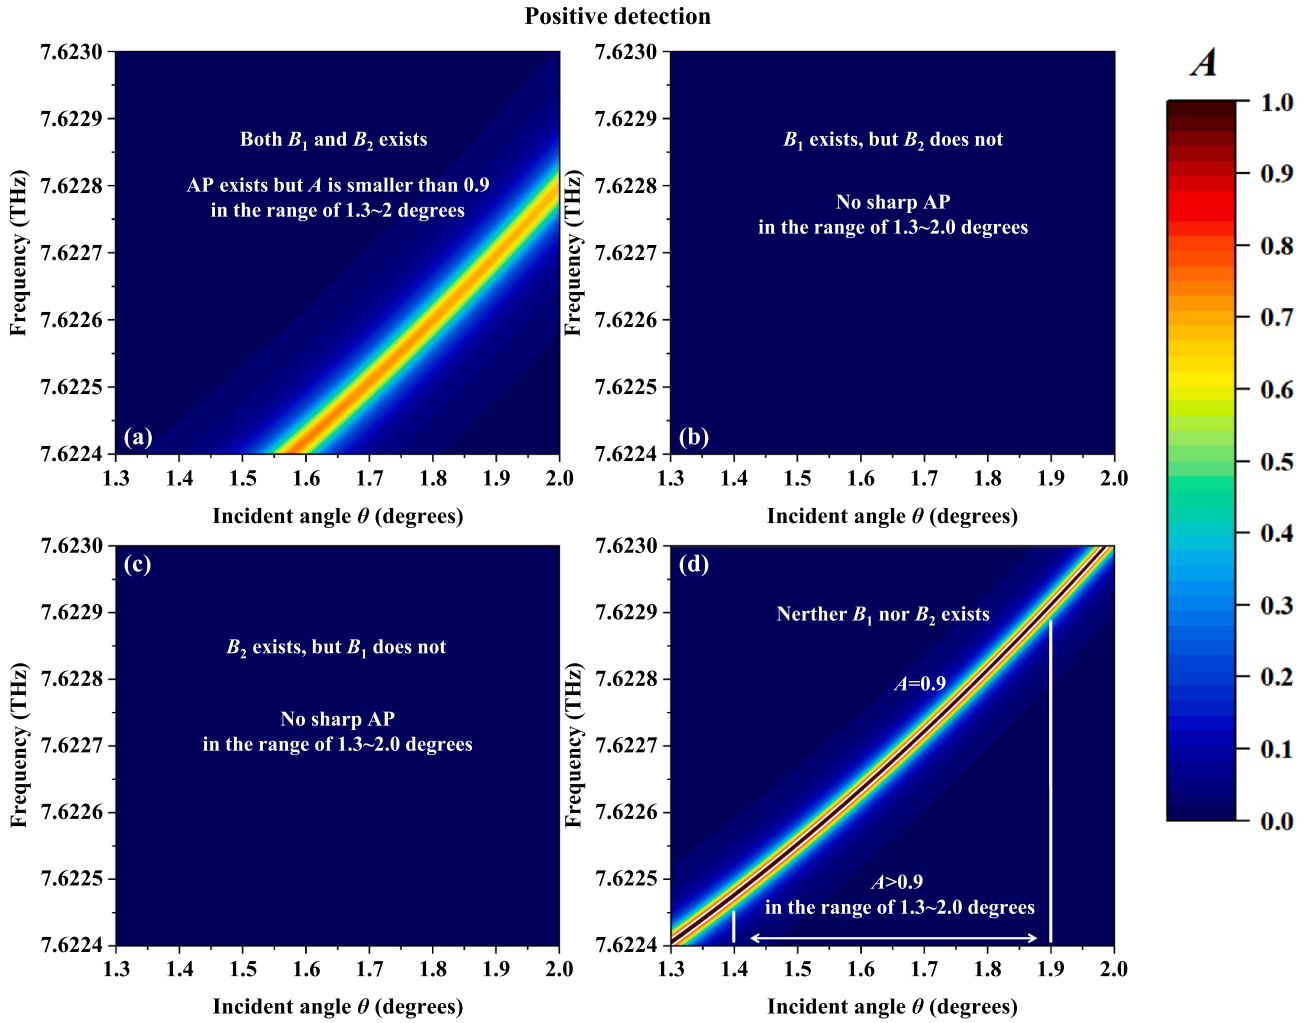 Positive detection
7.6230
7.6229
7.6228
7.6227
7.6226
7.6225
7.6224
Frequency (THz)
Both B1 and B2 exists
AP exists but A is smaller than 0.9
in the range of 1.3~2 degrees
(a)
1.3 1.4 1.5 1.6 1.7 1.8 1.9 2.0
Incident angle θ (degrees)
7.6230
7.6229
7.6228
7.6227
7.6226
7.6225
7.6224
Frequency (THz)
B1 exists, but B2 does not
No sharp AP
in the range of 1.3~2.0 degrees
(b)
1.3 1.4 1.5 1.6 1.7 1.8 1.9 2.0
Incident angle θ (degrees)
A
1.0
0.9
0.8
0.7
0.6
0.5
0.4
0.3
0.2
0.1
0.0
7.6230
7.6229
7.6228
7.6227
7.6226
7.6225
7.6224
Frequency (THz)
(c)
B2 exists, but B1 does not
No sharp AP
in the range of 1.3~2.0 degrees
1.3 1.4 1.5 1.6 1.7 1.8 1.9 2.0
Incident angle θ (degrees)
7.6230
7.6229
7.6228
7.6227
7.6226
7.6225
7.6224
Frequency (THz)
(d)
Nerther B1 nor B2 exists
A=0.9
A>0.9
in the range of 1.3~2.0 degrees
1.3 1.4 1.5 1.6 1.7 1.8 1.9 2.0
Incident angle θ (degrees)